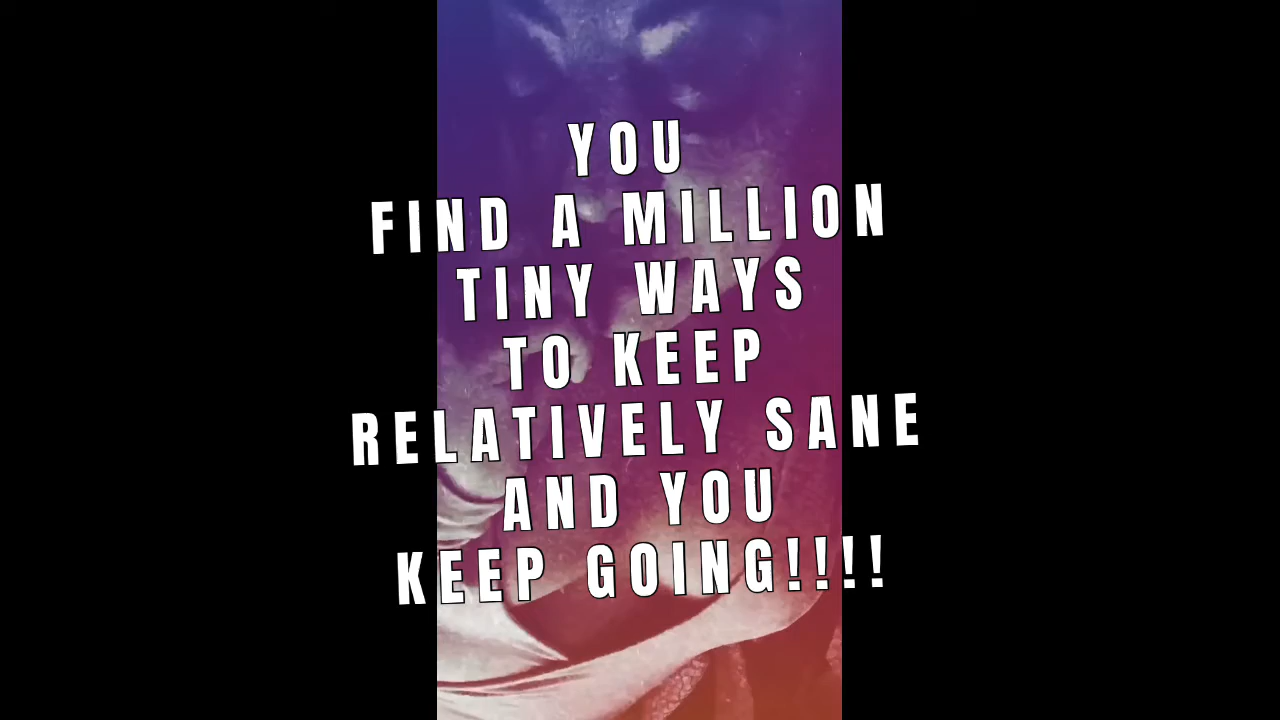 YOU
FIND A MILLION
TINY WAYS
TO KEEP
RELATIVELY SANE
AND YOU
KEEP GOING!!!!